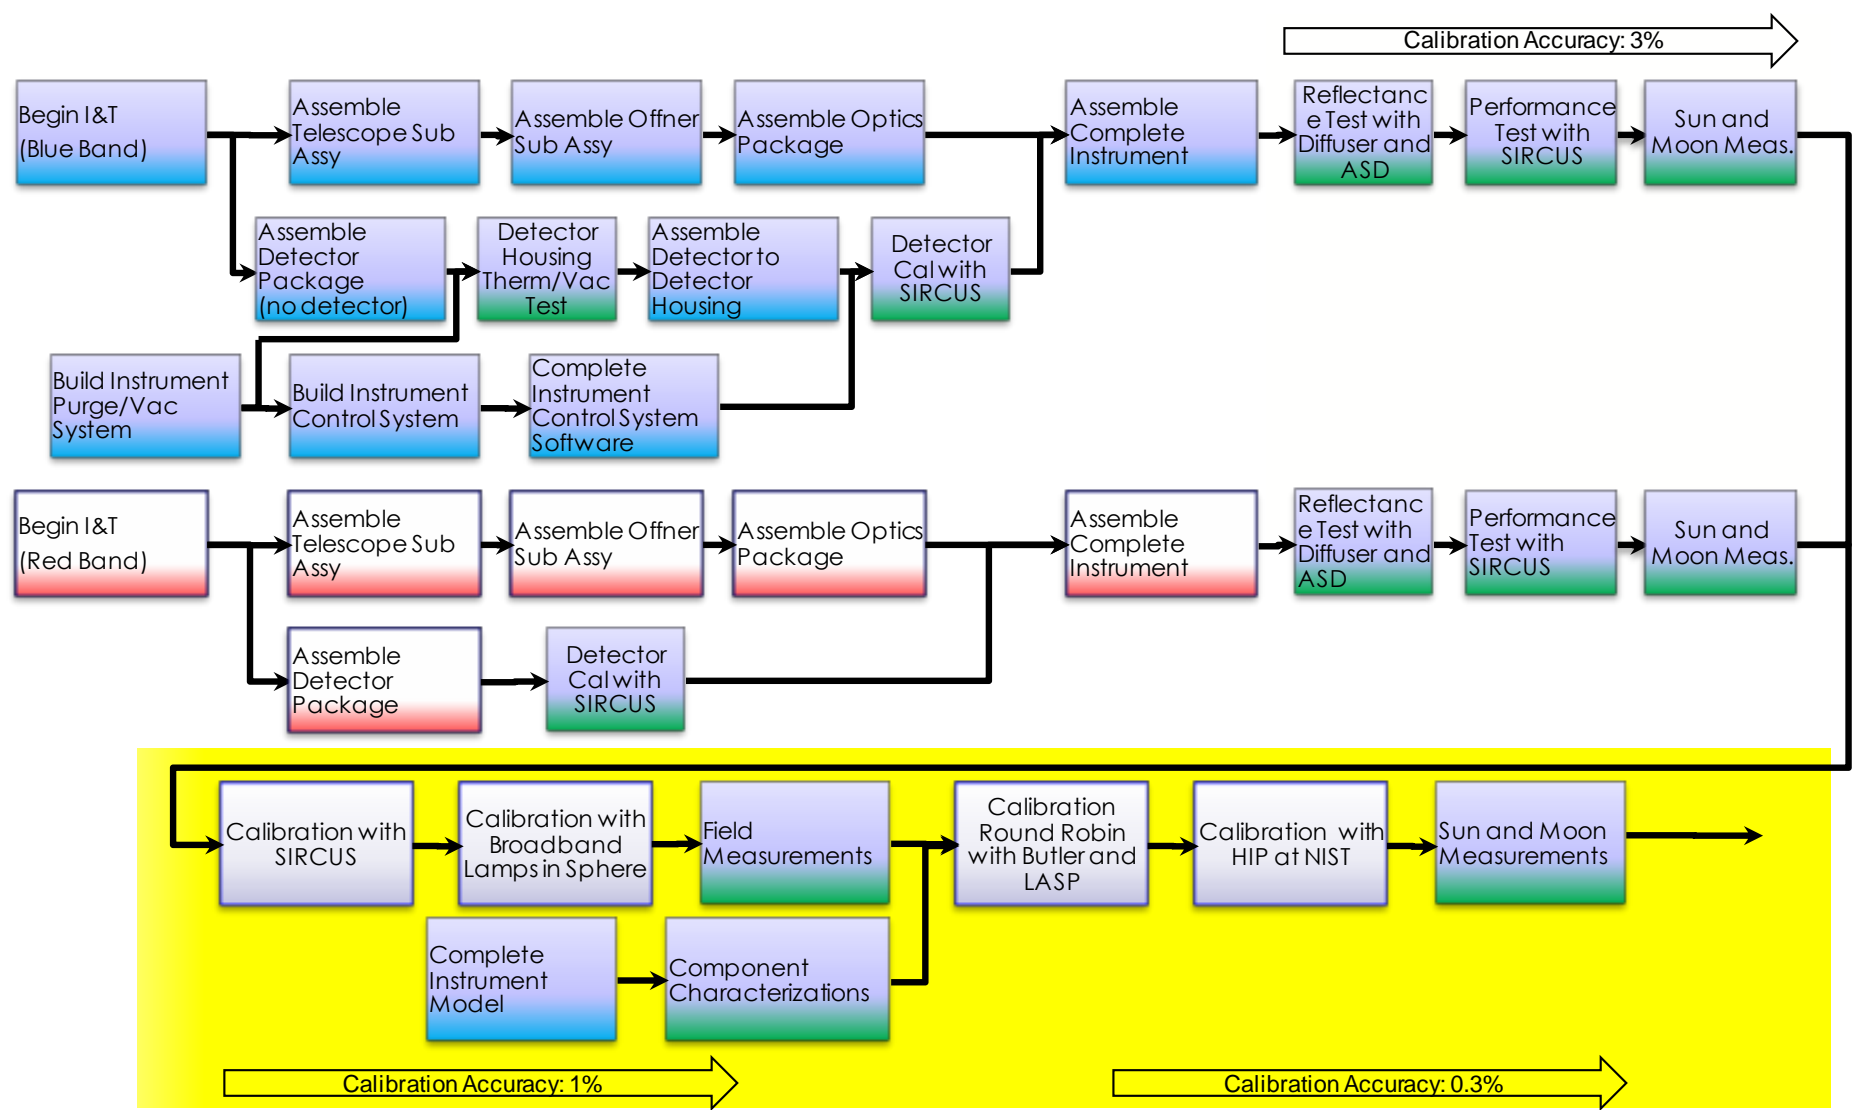 Calibration Accuracy: 3%
Begin I&T
(Blue Band)
Assemble
Telescope Sub
Assy
Assemble Offner
Sub Assy
Assemble Optics
Package
Assemble
Complete
Instrument
Reflectanc
e Test with
Diffuser and
ASD
Performance
Test with
SIRCUS
Sun and
Moon Meas.
Assemble
Detector
Package
(no detector)
Detector
Housing
Therm/Vac
Test
Assemble
Detector to
Detector
Housing
Detector
Cal with
SIRCUS
Build Instrument
Purge/Vac
System
Build Instrument
Control System
Complete
Instrument
Control System
Software
Begin I&T
(Red Band)
Assemble
Telescope Sub
Assy
Assemble Offner
Sub Assy
Assemble Optics
Package
Assemble
Complete
Instrument
Reflectanc
e Test with
Diffuser and
ASD
Performance
Test with
SIRCUS
Sun and
Moon Meas.
Assemble
Detector
Package
Detector
Cal with
SIRCUS
Calibration with
SIRCUS
Calibration with
Broadband
Lamps in Sphere
Field
Measurements
Calibration
Round Robin
with Butler and
LASP
Calibration with
HIP at NIST
Sun and Moon
Measurements
Complete
Instrument
Model
Component
Characterizations
Calibration Accuracy: 1%
Calibration Accuracy: 0.3%